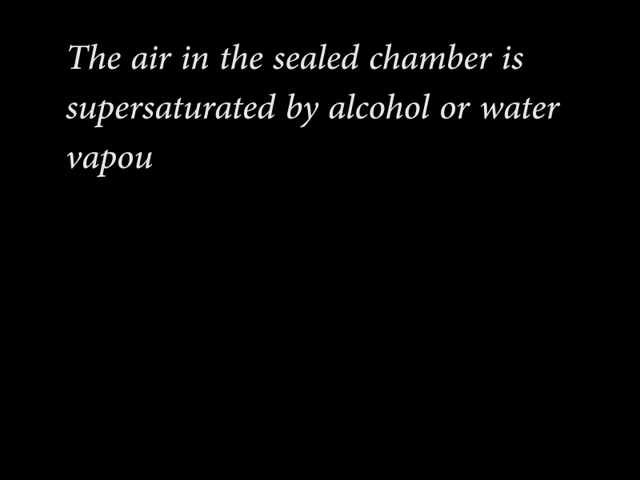 The air in the sealed chamber is
supersaturated by alcohol or water
vapou